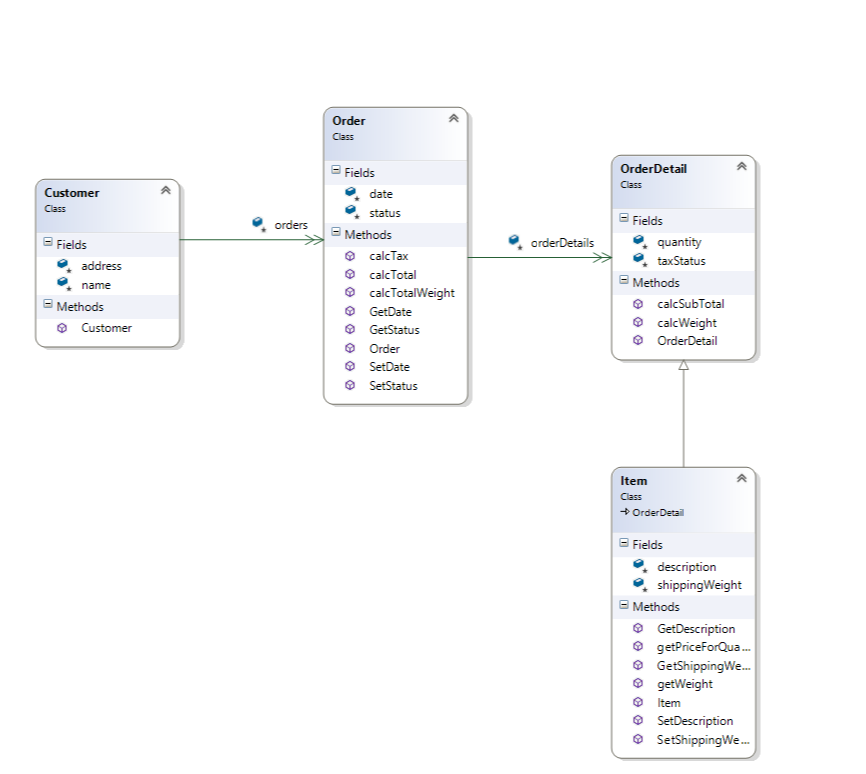 Customer
Class
Fields
address
name
Methods
Customer
orders
Order
Class
Fields
date
status
Methods
calcTax
calcTotal
calcTotalWeight
GetDate
GetStatus
Order
SetDate
SetStatus
orderDetails
OrderDetail
Class
Fields
quantity
taxStatus
Methods
calcSubTotal
calcWeight
OrderDetail
Item
Class
OrderDetail
Fields
description
shippingWeight
Methods
GetDescription
getPriceForQua...
GetShippingWe...
getWeight
Item
SetDescription
SetShippingWe...